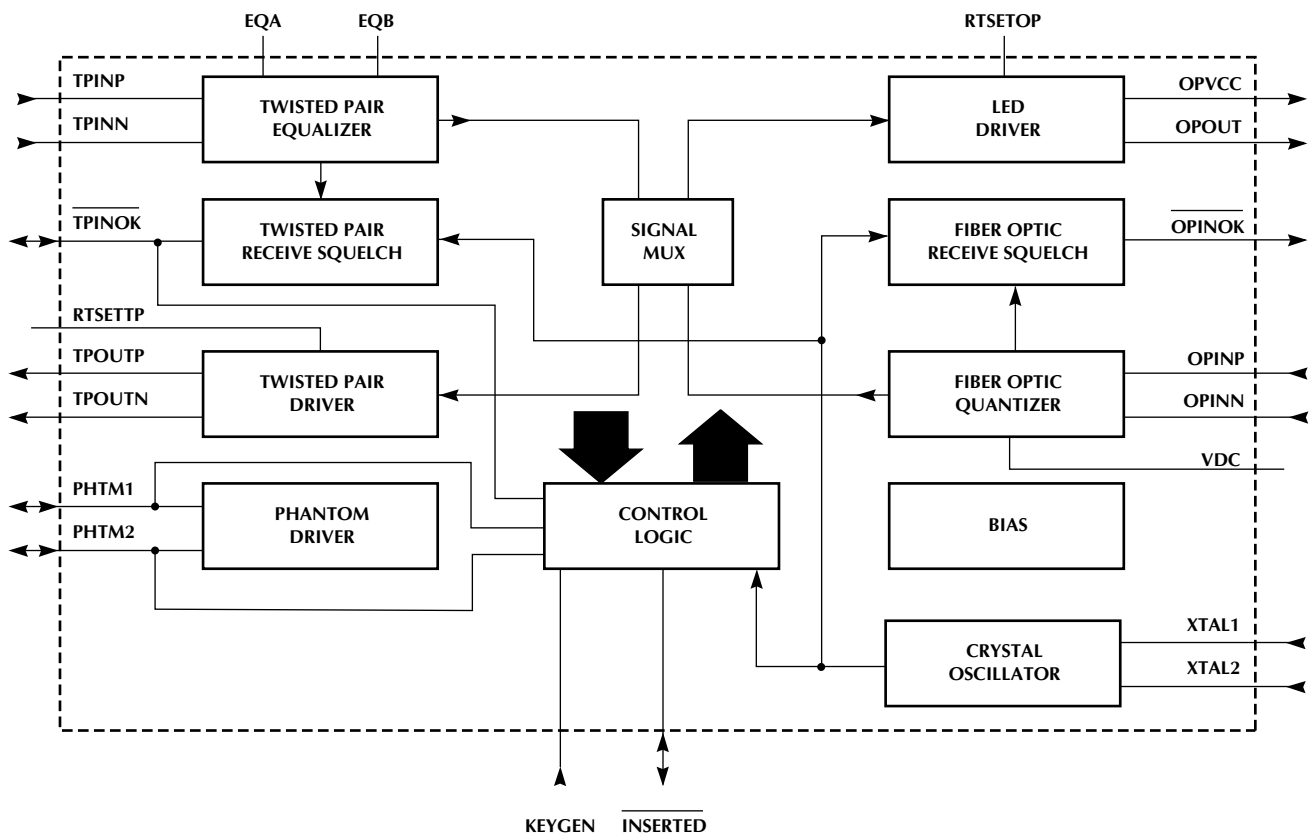 EQA
EQB
RTSETOP
TPINP
TPINN
TWISTED PAIR
EQUALIZER
LED
DRIVER
OPVCC
OPOUT
TPINOK
TWISTED PAIR
RECEIVE SQUELCH
SIGNAL
MUX
FIBER OPTIC
RECEIVE SQUELCH
OPINOK
RTSETTP
TPOUTP
TPOUTN
TWISTED PAIR
DRIVER
FIBER OPTIC
QUANTIZER
OPINP
OPINN
VDC
PHTM1
PHTM2
PHANTOM
DRIVER
CONTROL
LOGIC
BIAS
CRYSTAL
OSCILLATOR
XTAL1
XTAL2
KEYGEN
INSERTED